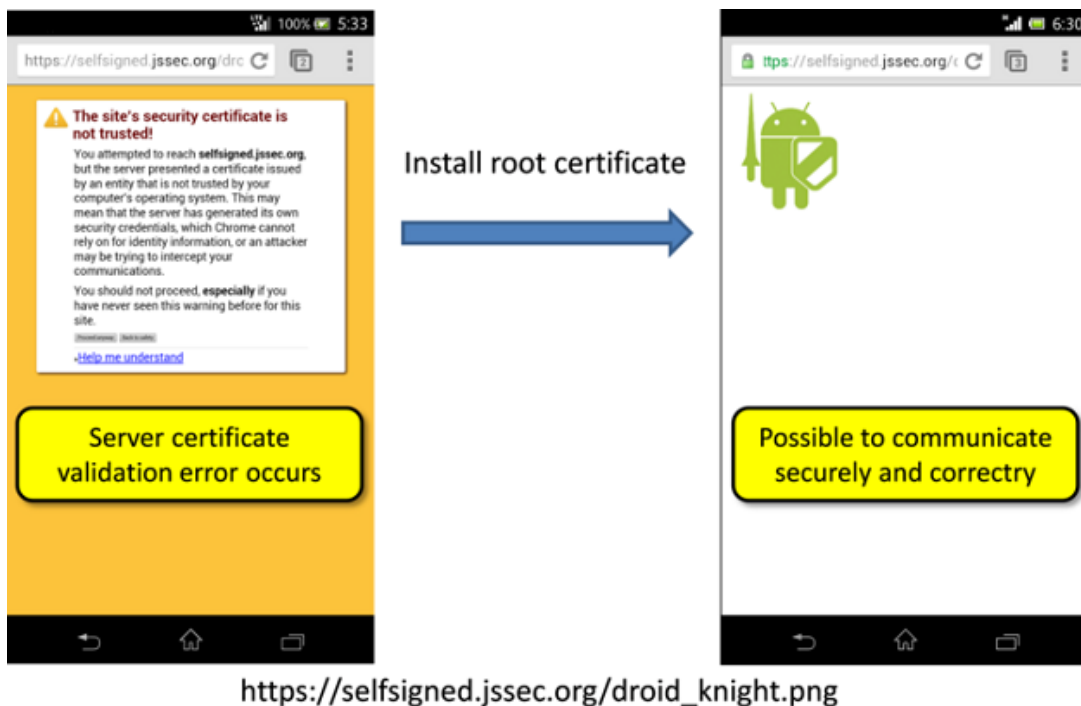 100% 5:33
https://selfsigned.jssec.org/drc
2
The site's security certificate is
not trusted!
You attempted to reach selfsigned.jssec.org,
but the server presented a certificate issued
by an entity that is not trusted by your
computer's operating system. This may
mean that the server has generated its own
security credentials, which Chrome cannot
rely on for identity information, or an attacker
may be trying to intercept your
communications.
You should not proceed, especially if you
have never seen this warning before for this
site.
Proceed anyway Back to safety
Help me understand
Server certificate
validation error occurs
Install root certificate
6:30
ttps://selfsigned.jssec.org/
3
Possible to communicate
securely and correctry
https://selfsigned.jssec.org/droid_knight.png